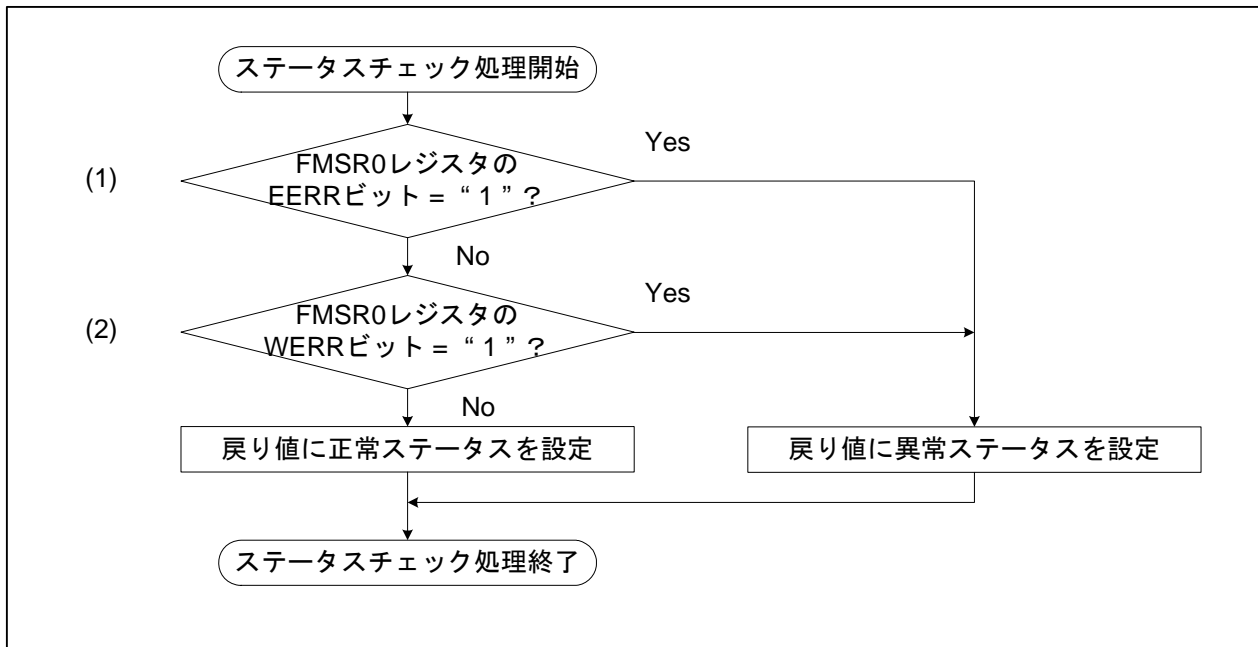 ステータスチェック処理開始
Yes
(1)
FMSR0レジスタの
EERRビット = “ 1 ” ?
No
Yes
(2)
FMSR0レジスタの
WERRビット = “ 1 ” ?
No
戻り値に正常ステータスを設定
戻り値に異常ステータスを設定
ステータスチェック処理終了